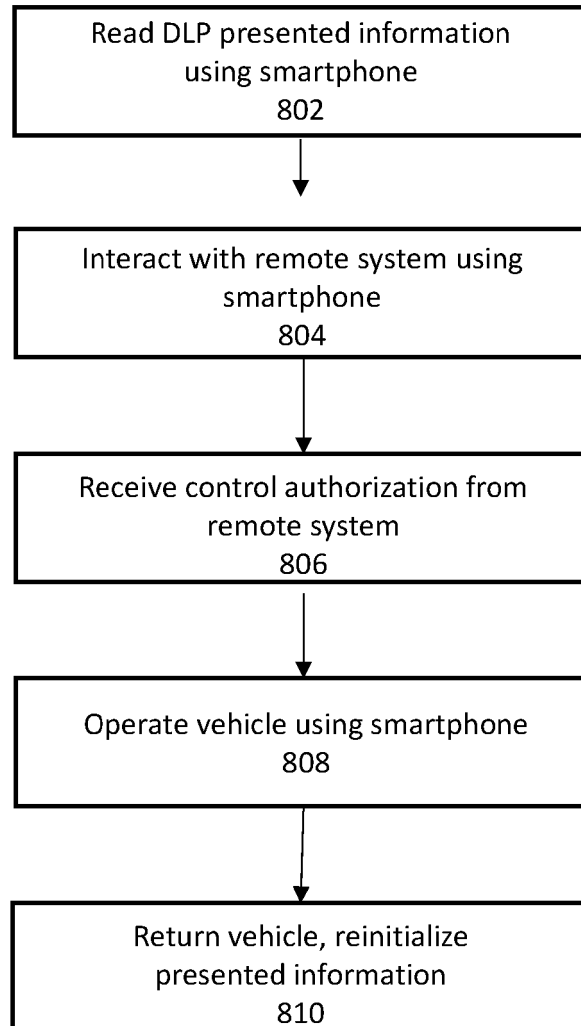 Read DLP presented information
using smartphone
802
Interact with remote system using
smartphone
804
Receive control authorization from
remote system
806
Operate vehicle using smartphone
808
Return vehicle, reinitialize
presented information
810